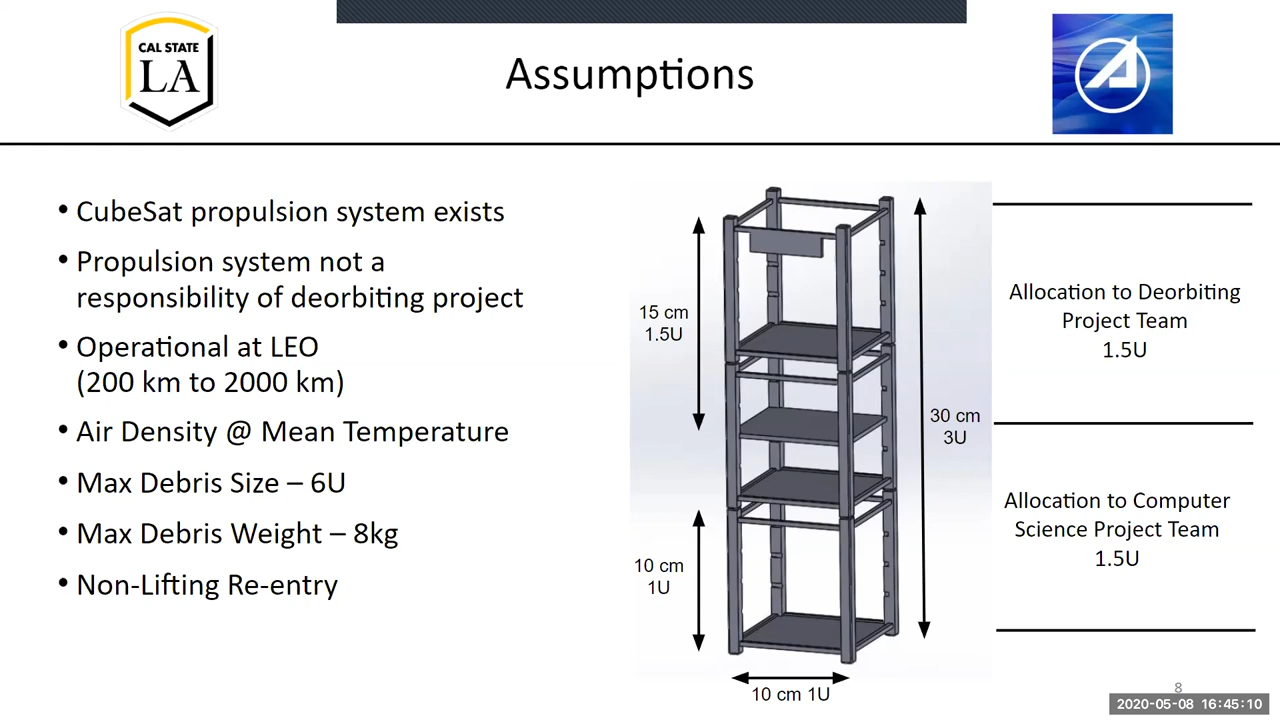 CAL STATE
LA
Assumptions
• CubeSat propulsion system exists
• Propulsion system not a
responsibility of deorbiting project
• Operational at LEO
(200 km to 2000 km)
• Air Density @ Mean Temperature
• Max Debris Size – 6U
• Max Debris Weight – 8kg
• Non-Lifting Re-entry
15 cm
1.5U
10 cm
1U
30 cm
3U
10 cm 1U
Allocation to Deorbiting
Project Team
1.5U
Allocation to Computer
Science Project Team
1.5U
8
2020-05-08 16:45:10